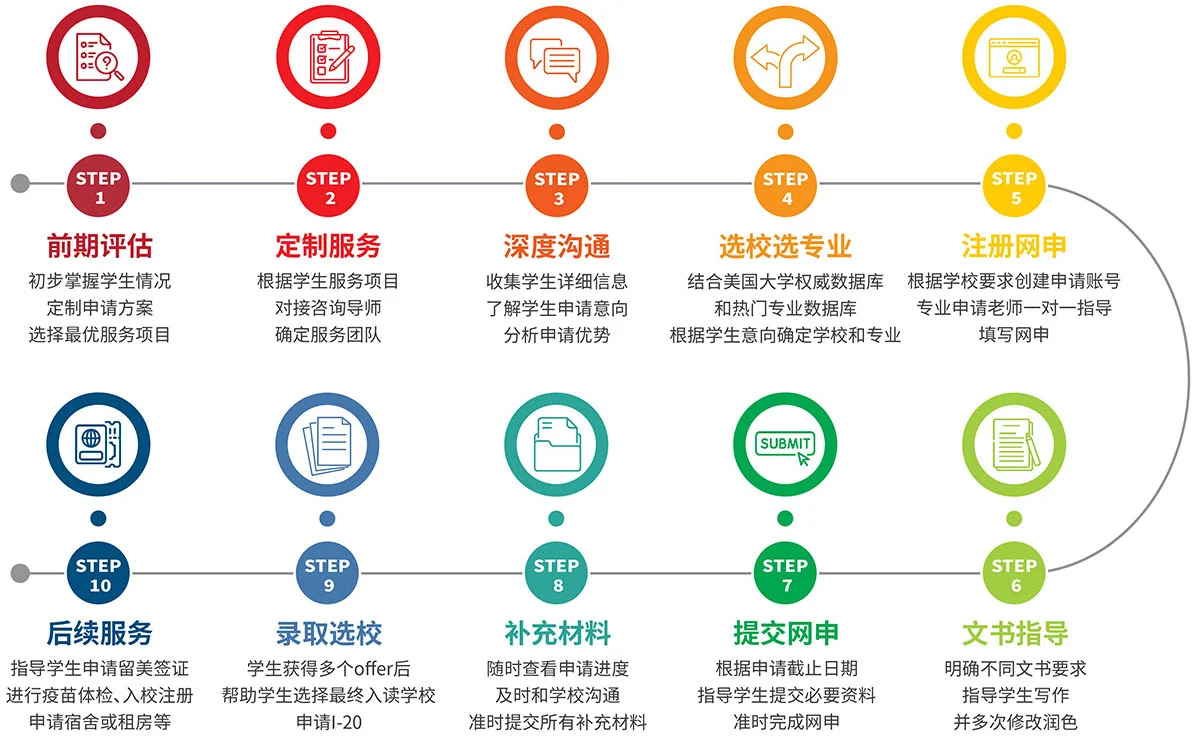 STEP
1
前期评估
初步掌握学生情况
定制申请方案
选择最优服务项目
STEP
2
定制服务
根据学生服务项目
对接咨询导师
确定服务团队
STEP
3
深度沟通
收集学生详细信息
了解学生申请意向
分析申请优势
STEP
4
选校选专业
结合美国大学权威数据库
和热门专业数据库
根据学生意向确定学校和专业
STEP
5
注册网申
根据学校要求创建申请账号
专业申请老师一对一指导
填写网申
STEP
6
文书指导
明确不同文书要求
指导学生写作
并多次修改润色
SUBMIT
STEP
7
提交网申
根据申请截止日期
指导学生提交必要资料
准时完成网申
STEP
8
补充材料
随时查看申请进度
及时和学校沟通
准时提交所有补充材料
STEP
9
录取选校
学生获得多个offer后
帮助学生选择最终入读学校
申请I-20
STEP
10
后续服务
指导学生申请留美签证
进行疫苗体检、入校注册
申请宿舍或租房等